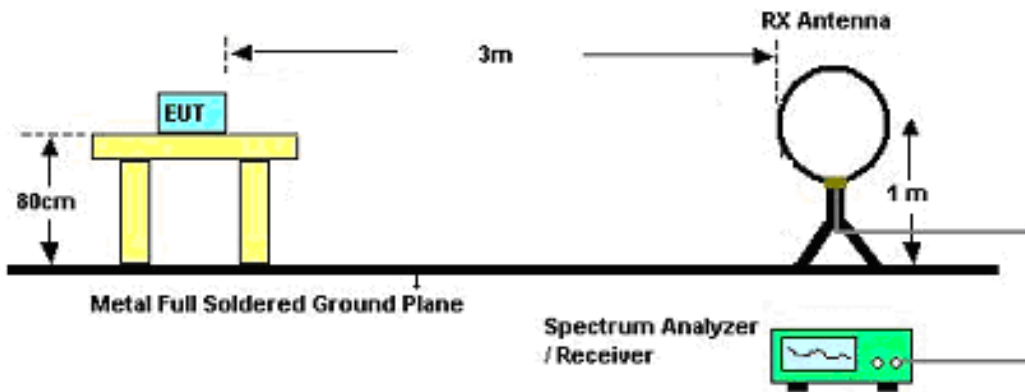 RX Antenna
3m
EUT
80cm
1 m
Metal Full Soldered Ground Plane
Spectrum Analyzer
/ Receiver